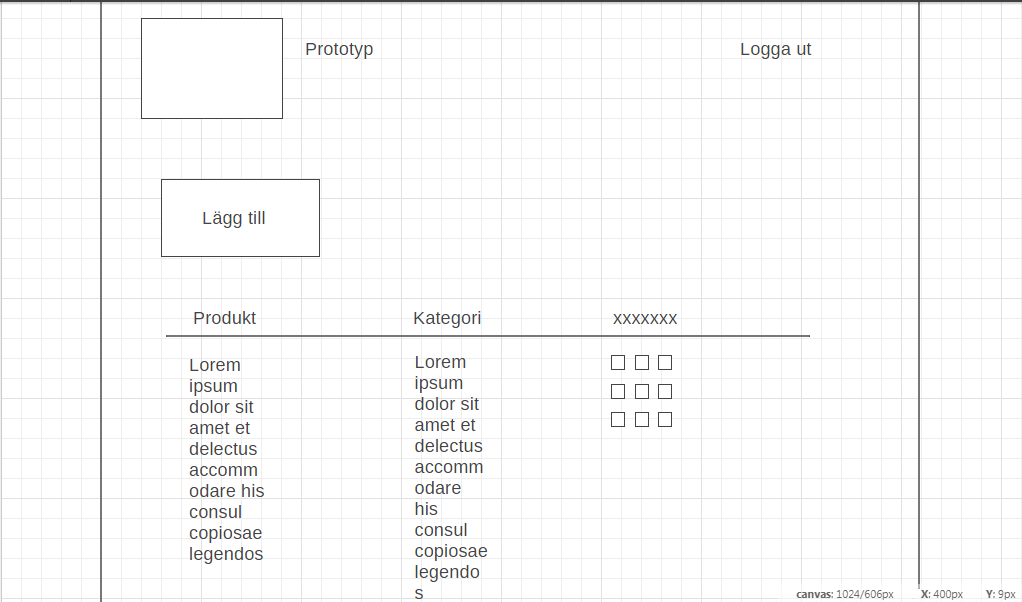 Prototyp
Logga ut
Lägg till
Produkt
Kategori
xxxxxxx
Lorem
ipsum
dolor sit
amet et
delectus
accomm
odare his
consul
copiosae
legendos
Lorem
ipsum
dolor sit
amet et
delectus
accomm
odare
his
consul
copiosae
legendo
s
canvas: 1024/606px X: 400px Y: 9px